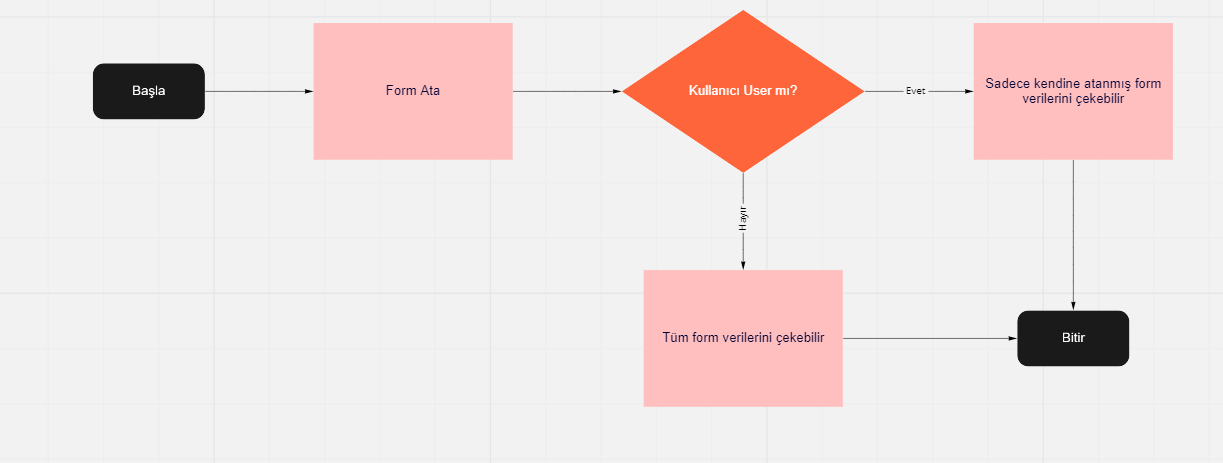 Başla
Form Ata
Kullanıcı User mı?
Evet
Sadece kendine atanmış form
verilerini çekebilir
Hayır
Tüm form verilerini çekebilir
Bitir